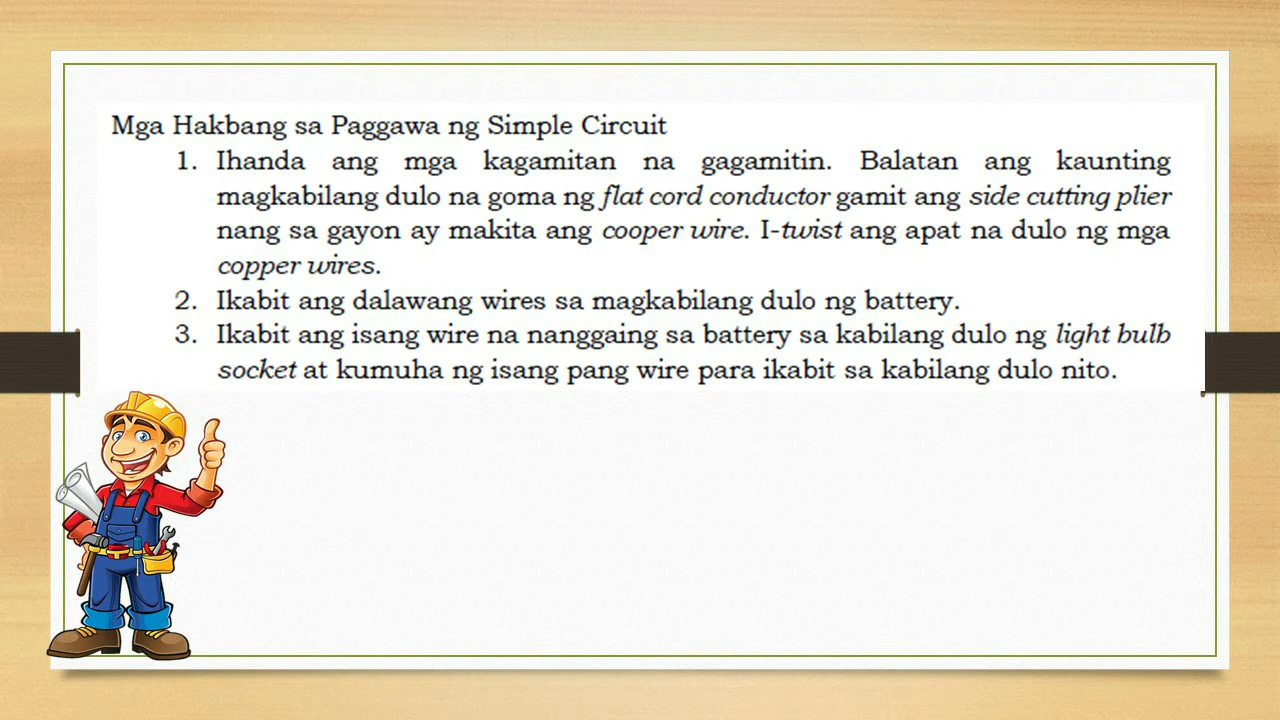 Mga Hakbang sa Paggawa ng Simple Circuit
1. Ihanda ang mga kagamitan na gagamitin. Balatan ang kaunting
magkabilang dulo na goma ng flat cord conductor gamit ang side cutting plier
nang sa gayon ay makita ang cooper wire. I-twist ang apat na dulo ng mga
copper wires.
2. Ikabit ang dalawang wires sa magkabilang dulo ng battery.
3. Ikabit ang isang wire na nanggaing sa battery sa kabilang dulo ng light bulb
socket at kumuha ng isang pang wire para ikabit sa kabilang dulo nito.